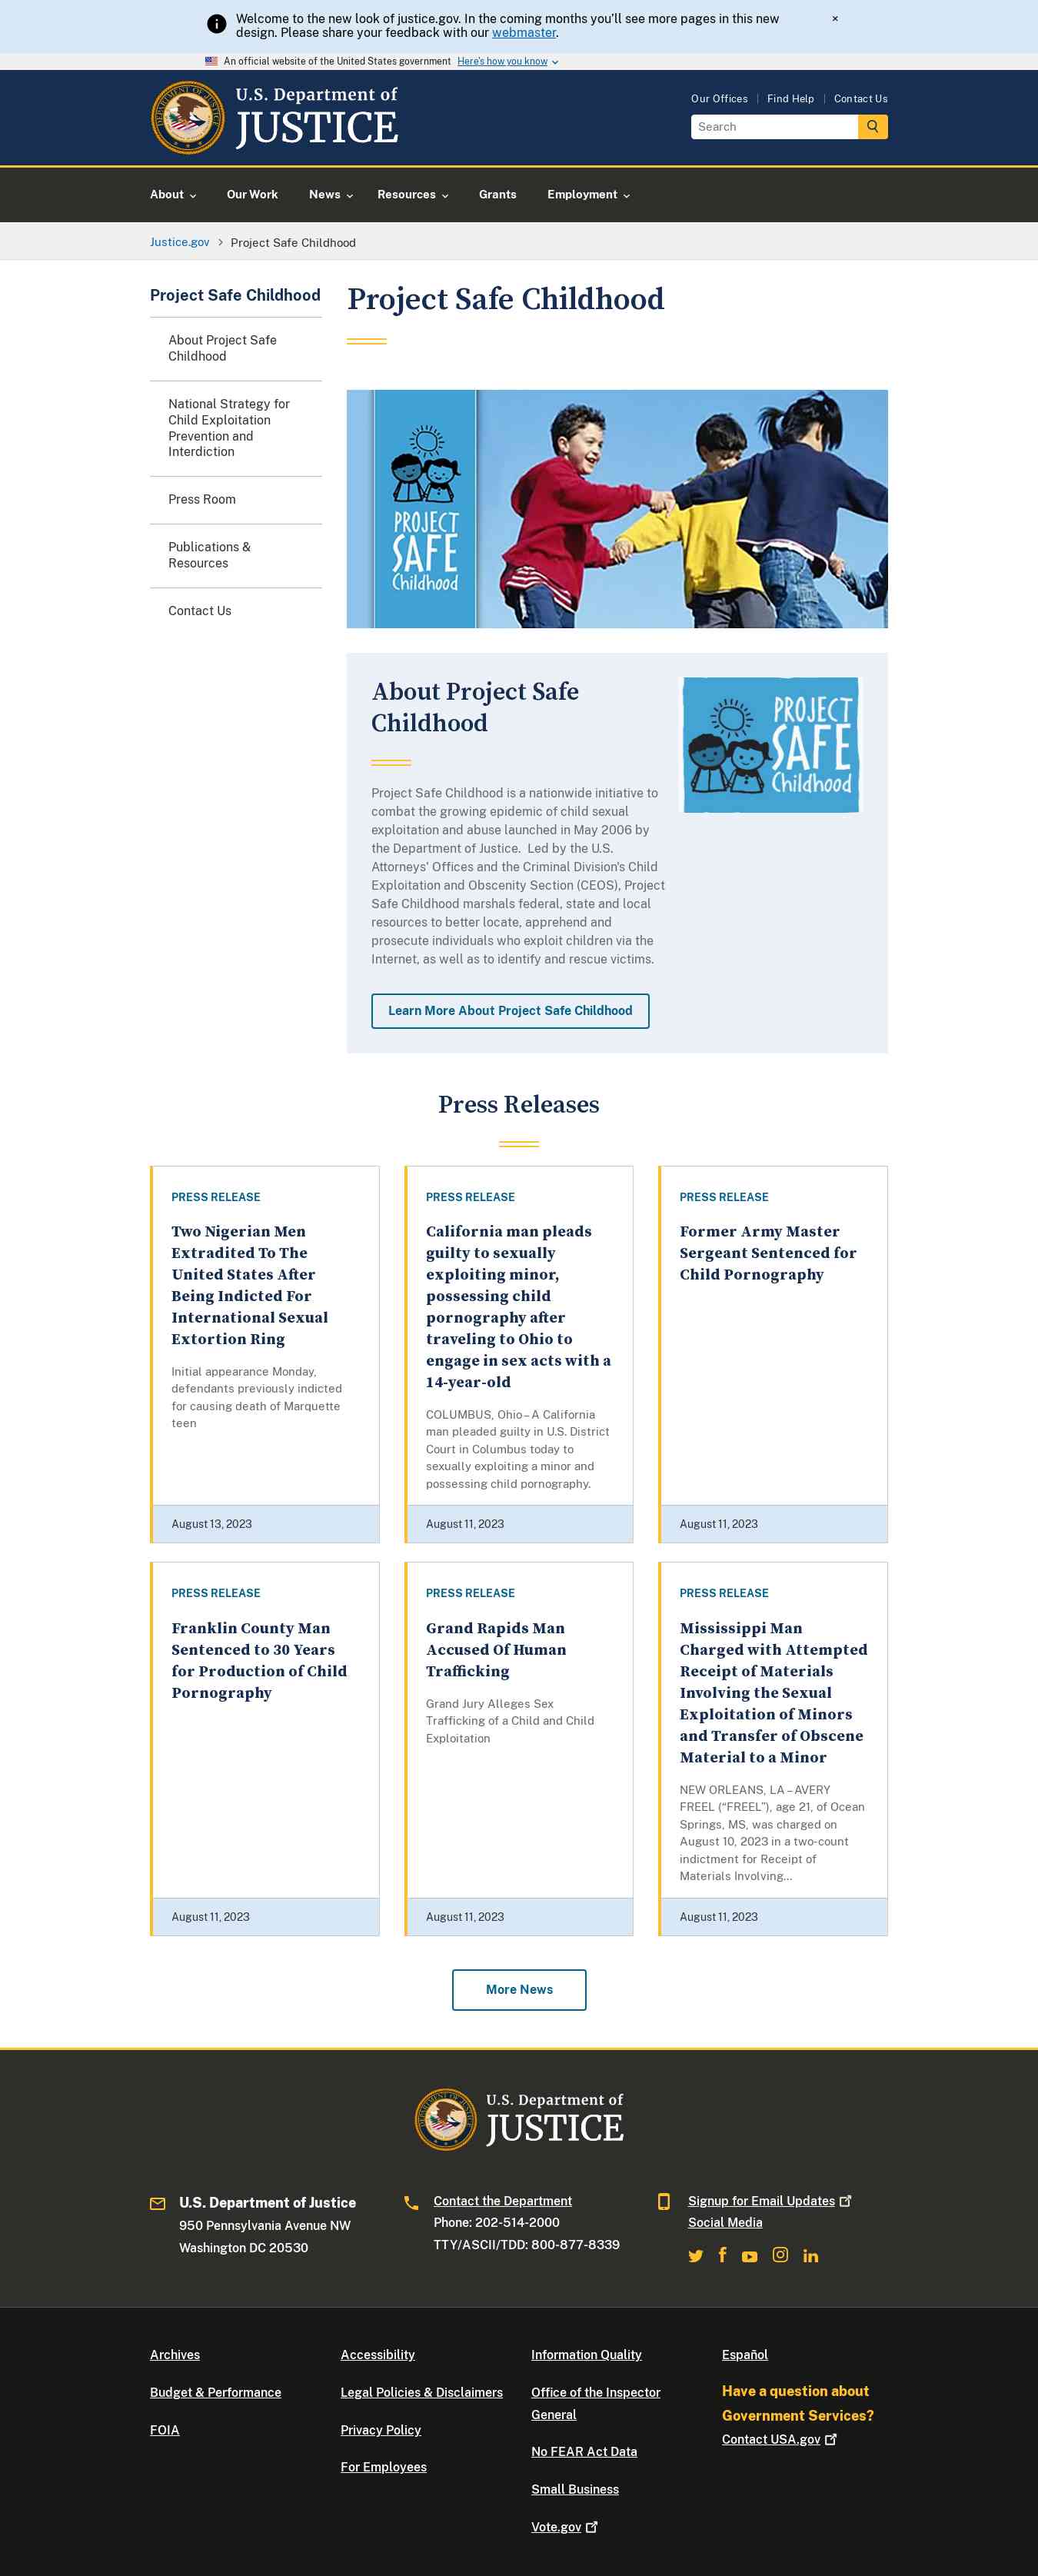 Welcome to the new look of justice.gov. In the coming months you'll see more pages in this new
design. Please share your feedback with our webmaster.
×
An official website of the United States government Here's how you know
U.S. Department of
JUSTICE
Our Offices
Find Help
Contact Us
Search
About
Our Work
News
Resources
Grants
Employment
Justice.gov
Project Safe Childhood
Project Safe Childhood
About Project Safe
Childhood
National Strategy for
Child Exploitation
Prevention and
Interdiction
Press Room
Publications &
Resources
Contact Us
Project Safe Childhood
PROJECT
SAFE
Childhood
About Project Safe
Childhood
PROJECT
SAFE
Childhood
Project Safe Childhood is a nationwide initiative to
combat the growing epidemic of child sexual
exploitation and abuse launched in May 2006 by
the Department of Justice.  Led by the U.S.
Attorneys' Offices and the Criminal Division's Child
Exploitation and Obscenity Section (CEOS), Project
Safe Childhood marshals federal, state and local
resources to better locate, apprehend and
prosecute individuals who exploit children via the
Internet, as well as to identify and rescue victims.
Learn More About Project Safe Childhood
Press Releases
PRESS RELEASE
Two Nigerian Men
Extradited To The
United States After
Being Indicted For
International Sexual
Extortion Ring
Initial appearance Monday,
defendants previously indicted
for causing death of Marquette
teen
August 13, 2023
PRESS RELEASE
California man pleads
guilty to sexually
exploiting minor,
possessing child
pornography after
traveling to Ohio to
engage in sex acts with a
14-year-old
COLUMBUS, Ohio – A California
man pleaded guilty in U.S. District
Court in Columbus today to
sexually exploiting a minor and
possessing child pornography.
August 11, 2023
PRESS RELEASE
Former Army Master
Sergeant Sentenced for
Child Pornography
August 11, 2023
PRESS RELEASE
Franklin County Man
Sentenced to 30 Years
for Production of Child
Pornography
August 11, 2023
PRESS RELEASE
Grand Rapids Man
Accused Of Human
Trafficking
Grand Jury Alleges Sex
Trafficking of a Child and Child
Exploitation
August 11, 2023
PRESS RELEASE
Mississippi Man
Charged with Attempted
Receipt of Materials
Involving the Sexual
Exploitation of Minors
and Transfer of Obscene
Material to a Minor
NEW ORLEANS, LA – AVERY
FREEL ("FREEL"), age 21, of Ocean
Springs, MS, was charged on
August 10, 2023 in a two-count
indictment for Receipt of
Materials Involving...
August 11, 2023
More News
U.S. Department of
JUSTICE
U.S. Department of Justice
950 Pennsylvania Avenue NW
Washington DC 20530
Contact the Department
Phone: 202-514-2000
TTY/ASCII/TDD: 800-877-8339
Signup for Email Updates
Social Media
Archives
Budget & Performance
FOIA
Accessibility
Legal Policies & Disclaimers
Privacy Policy
For Employees
Information Quality
Office of the Inspector
General
No FEAR Act Data
Small Business
Vote.gov
Español
Have a question about
Government Services?
Contact USA.gov